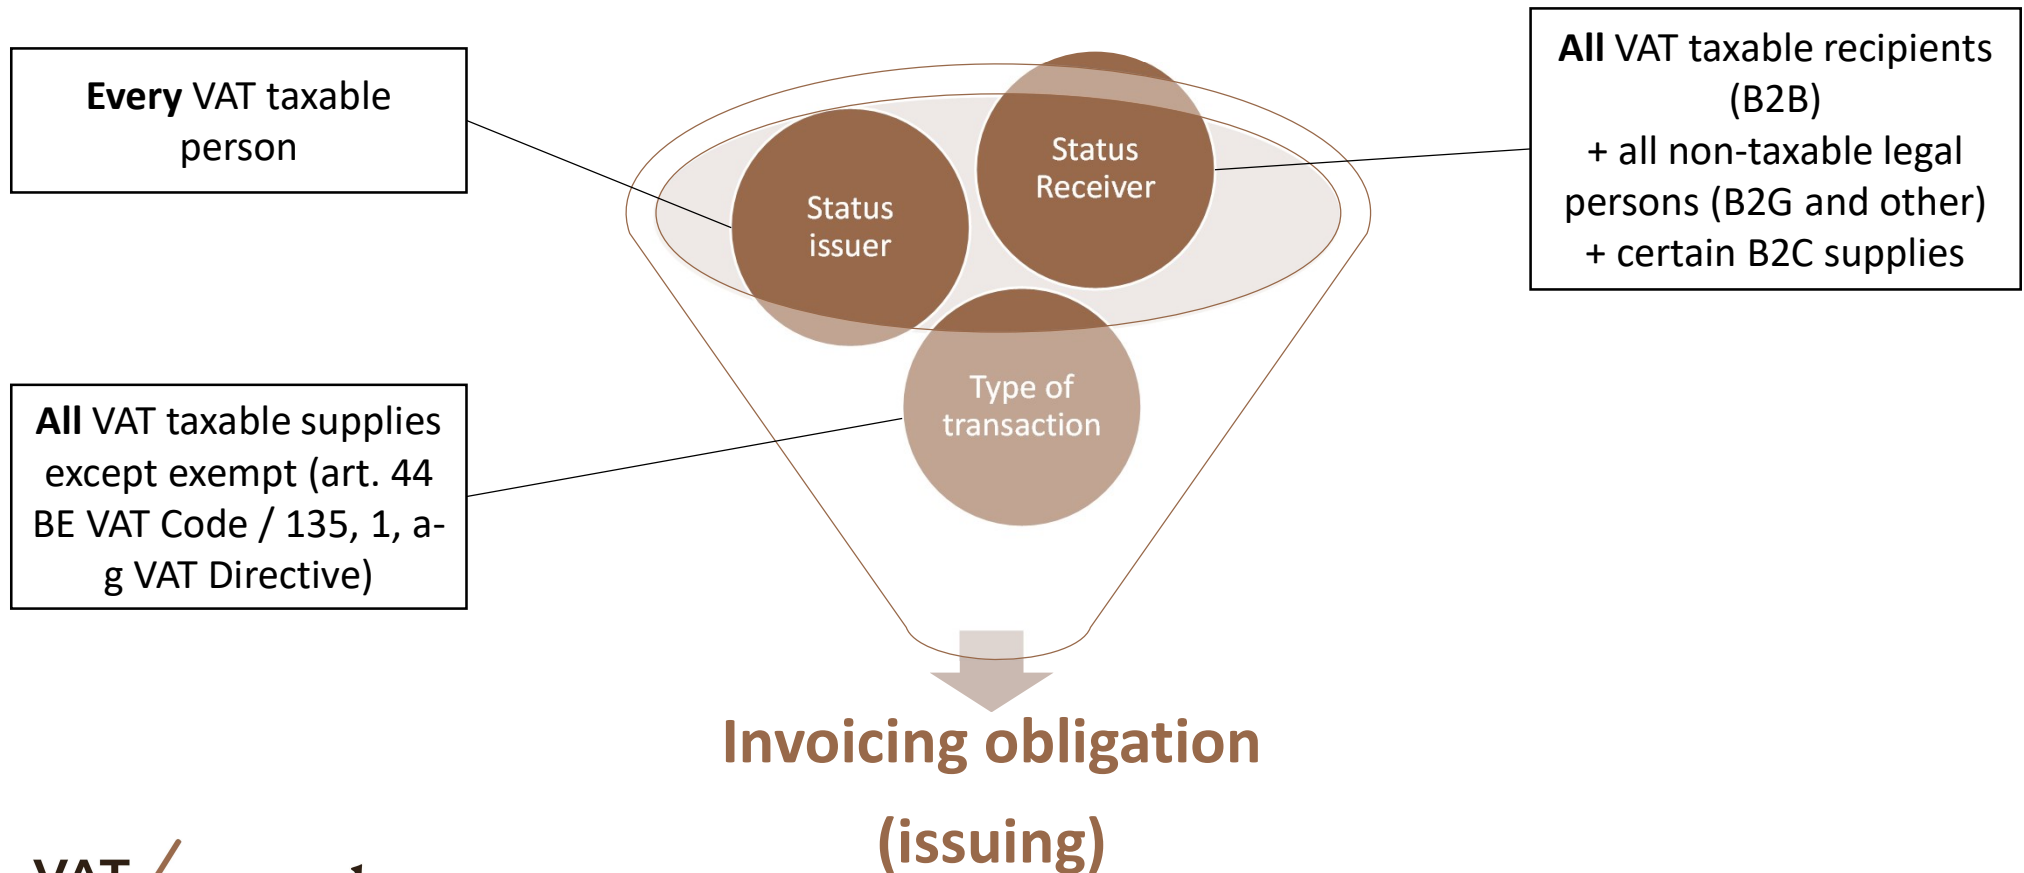 Every VAT taxable
person
All VAT taxable recipients
(B2B)
+ all non-taxable legal
persons (B2G and other)
+ certain B2C supplies
Status
Receiver
Status
issuer
Type of
transaction
All VAT taxable supplies
except exempt (art. 44
BE VAT Code / 135, 1, a-
g VAT Directive)
Invoicing obligation
(issuing)
VAT